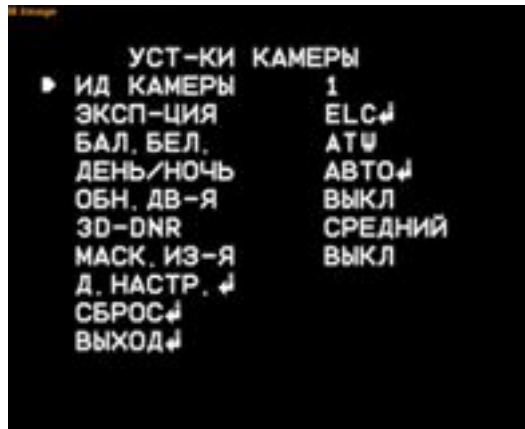 УСТ-КИ КАМЕРЫ
ИД КАМЕРЫ 1
ЭКСП-ЦИЯ ELC↲
БАЛ.БЕЛ. ATW
ДЕНЬ/НОЧЬ АВТО↲
ОБН.ДВ-Я ВЫКЛ
3D-DNR СРЕДНИЙ
МАСК.ИЗ-Я ВЫКЛ
Д.НАСТР.↲
СБРОС↲
ВЫХОД↲